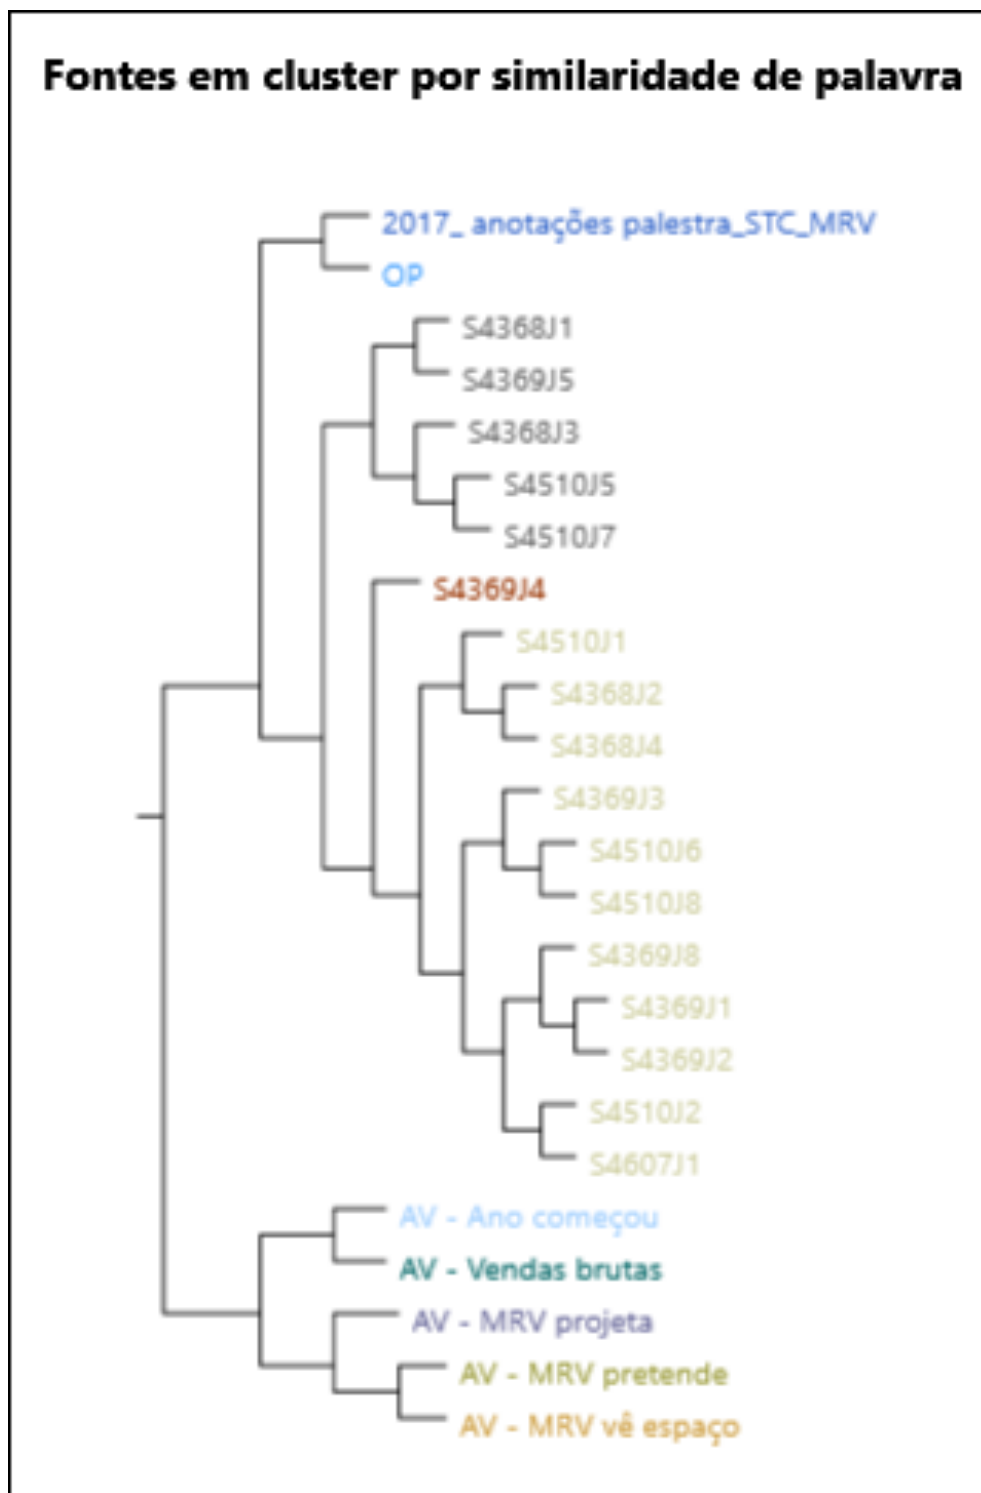 Fontes em cluster por similaridade de palavra
2017_ anotações palestra_STC_MRV
OP
S4368J1
S4369J5
S4368J3
S4510J5
S4510J7
S4369J4
S4510J1
S4368J2
S4368J4
S4369J3
S4510J6
S4510J8
S4369J8
S4369J1
S4369J2
S4510J2
S4607J1
AV - Ano começou
AV - Vendas brutas
AV - MRV projeta
AV - MRV pretende
AV - MRV vê espaço